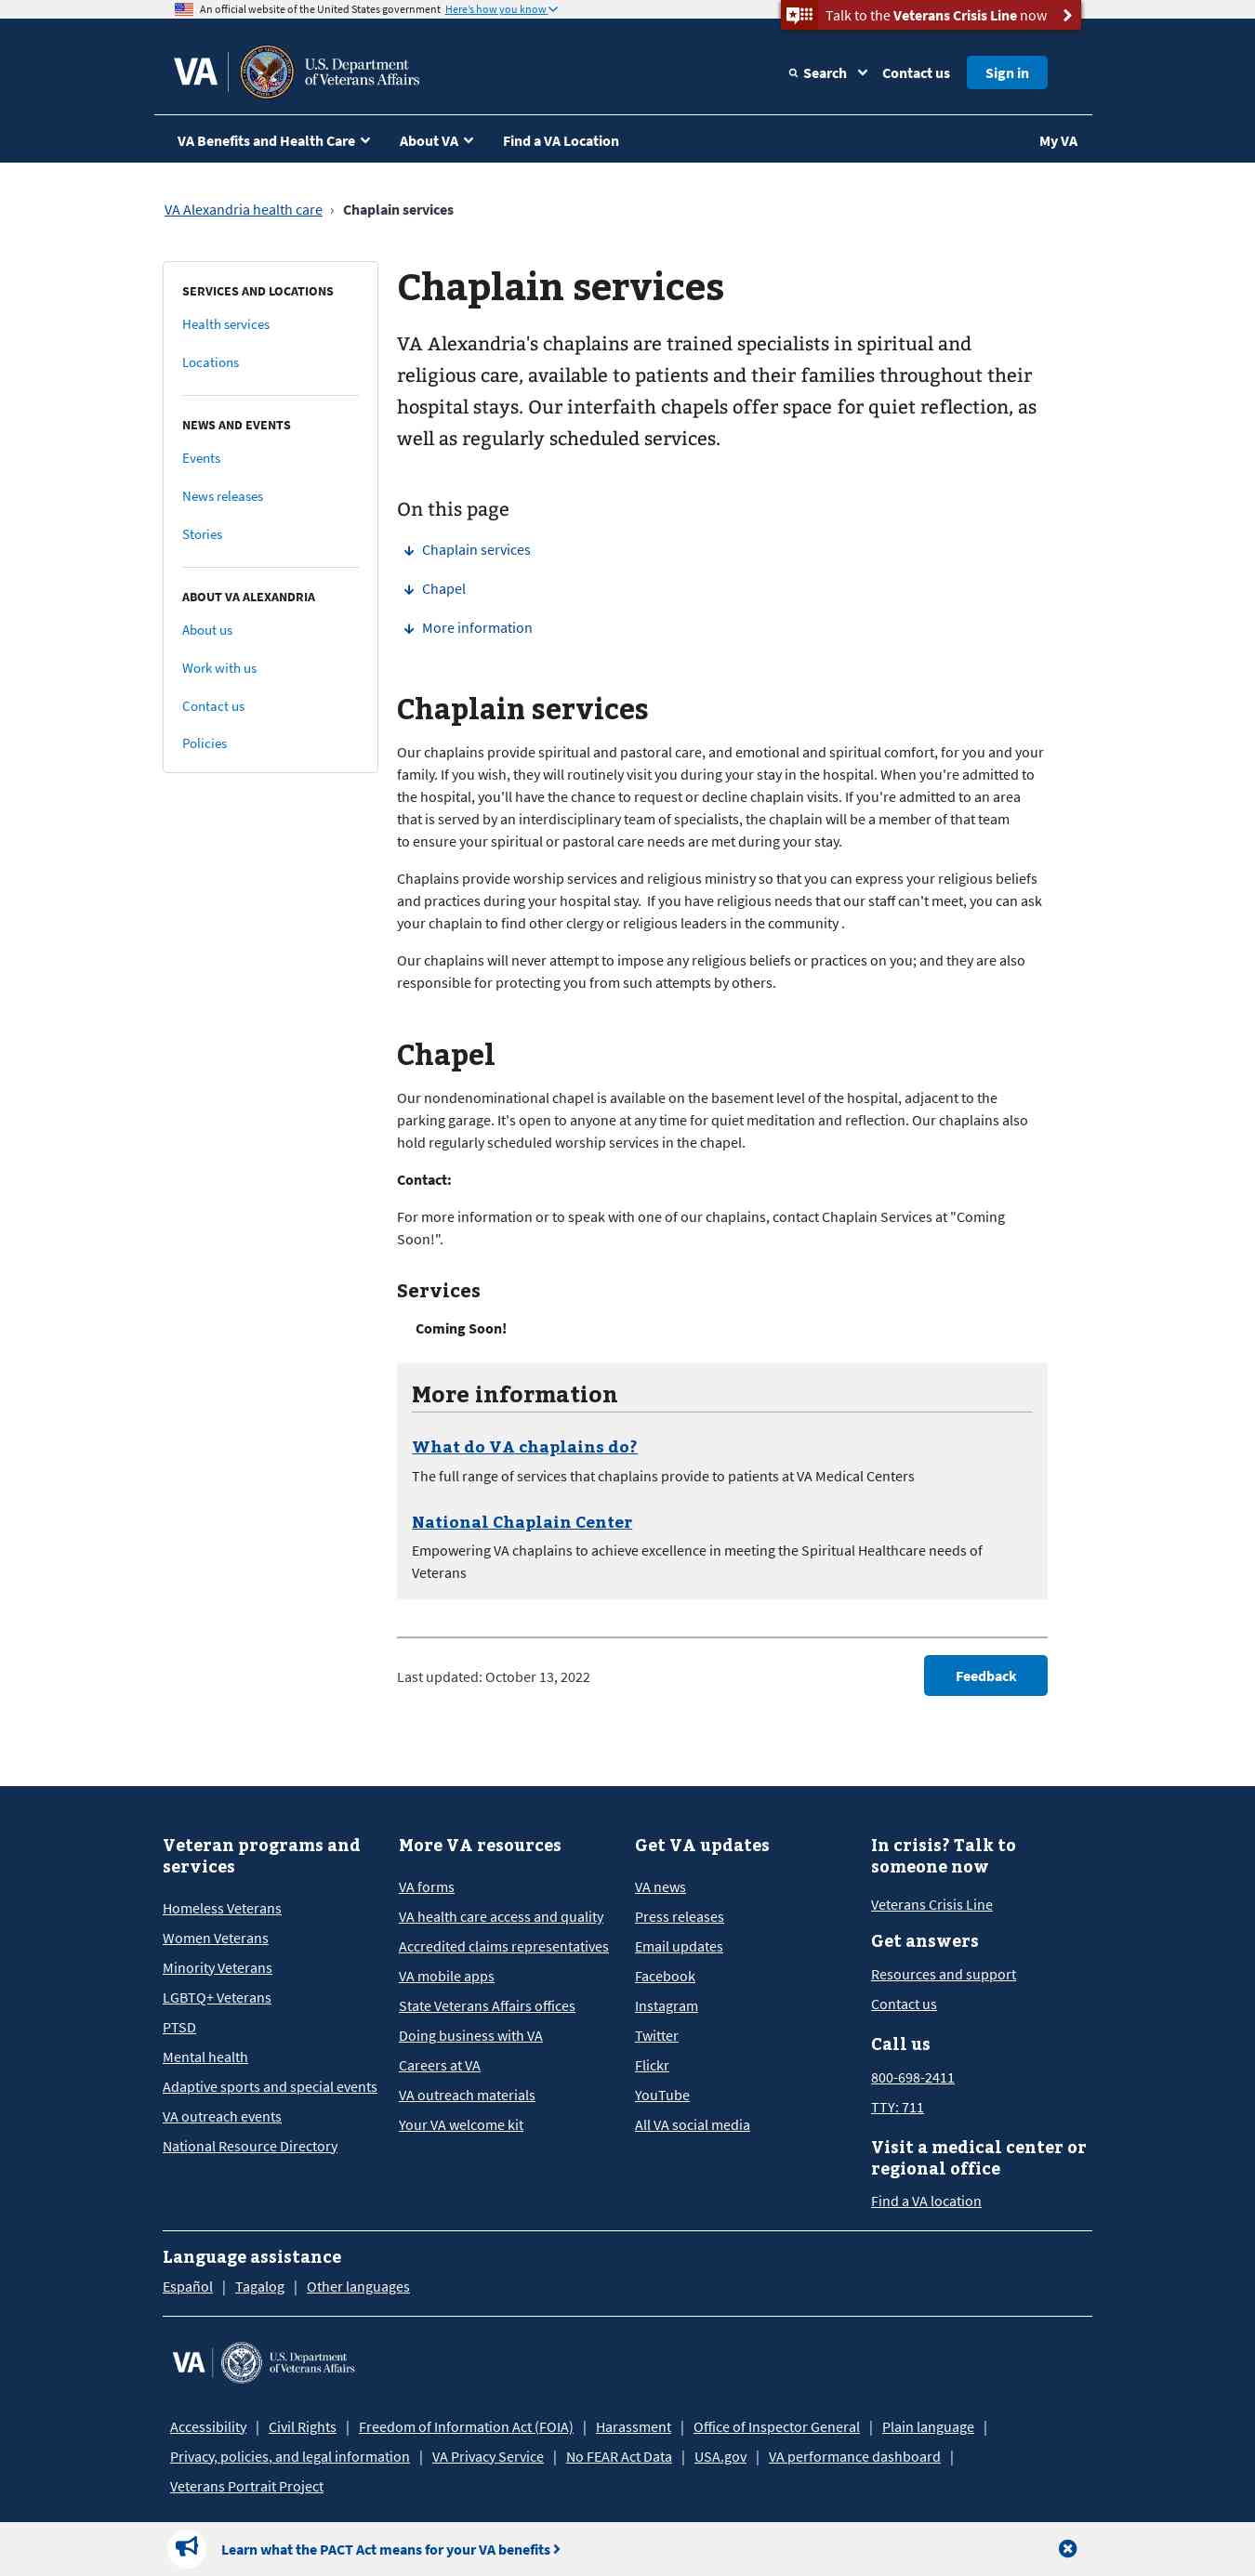 An official website of the United States government Here's how you know
Talk to the Veterans Crisis Line now
VA U.S. Department
of Veterans Affairs
Search Contact us Sign in
VA Benefits and Health Care About VA Find a VA Location My VA
VA Alexandria health care › Chaplain services
SERVICES AND LOCATIONS
Health services
Locations
NEWS AND EVENTS
Events
News releases
Stories
ABOUT VA ALEXANDRIA
About us
Work with us
Contact us
Policies
Chaplain services
VA Alexandria's chaplains are trained specialists in spiritual and
religious care, available to patients and their families throughout their
hospital stays. Our interfaith chapels offer space for quiet reflection, as
well as regularly scheduled services.
On this page
Chaplain services
Chapel
More information
Chaplain services
Our chaplains provide spiritual and pastoral care, and emotional and spiritual comfort, for you and your
family. If you wish, they will routinely visit you during your stay in the hospital. When you're admitted to
the hospital, you'll have the chance to request or decline chaplain visits. If you're admitted to an area
that is served by an interdisciplinary team of specialists, the chaplain will be a member of that team
to ensure your spiritual or pastoral care needs are met during your stay.
Chaplains provide worship services and religious ministry so that you can express your religious beliefs
and practices during your hospital stay.  If you have religious needs that our staff can't meet, you can ask
your chaplain to find other clergy or religious leaders in the community .
Our chaplains will never attempt to impose any religious beliefs or practices on you; and they are also
responsible for protecting you from such attempts by others.
Chapel
Our nondenominational chapel is available on the basement level of the hospital, adjacent to the
parking garage. It's open to anyone at any time for quiet meditation and reflection. Our chaplains also
hold regularly scheduled worship services in the chapel.
Contact:
For more information or to speak with one of our chaplains, contact Chaplain Services at "Coming
Soon!".
Services
Coming Soon!
More information
What do VA chaplains do?
The full range of services that chaplains provide to patients at VA Medical Centers
National Chaplain Center
Empowering VA chaplains to achieve excellence in meeting the Spiritual Healthcare needs of
Veterans
Last updated: October 13, 2022
Feedback
Veteran programs and
services
Homeless Veterans
Women Veterans
Minority Veterans
LGBTQ+ Veterans
PTSD
Mental health
Adaptive sports and special events
VA outreach events
National Resource Directory
More VA resources
VA forms
VA health care access and quality
Accredited claims representatives
VA mobile apps
State Veterans Affairs offices
Doing business with VA
Careers at VA
VA outreach materials
Your VA welcome kit
Get VA updates
VA news
Press releases
Email updates
Facebook
Instagram
Twitter
Flickr
YouTube
All VA social media
In crisis? Talk to
someone now
Veterans Crisis Line
Get answers
Resources and support
Contact us
Call us
800-698-2411
TTY: 711
Visit a medical center or
regional office
Find a VA location
Language assistance
Español | Tagalog | Other languages
VA U.S. Department
of Veterans Affairs
Accessibility | Civil Rights | Freedom of Information Act (FOIA) | Harassment | Office of Inspector General | Plain language |
Privacy, policies, and legal information | VA Privacy Service | No FEAR Act Data | USA.gov | VA performance dashboard |
Veterans Portrait Project
Learn what the PACT Act means for your VA benefits